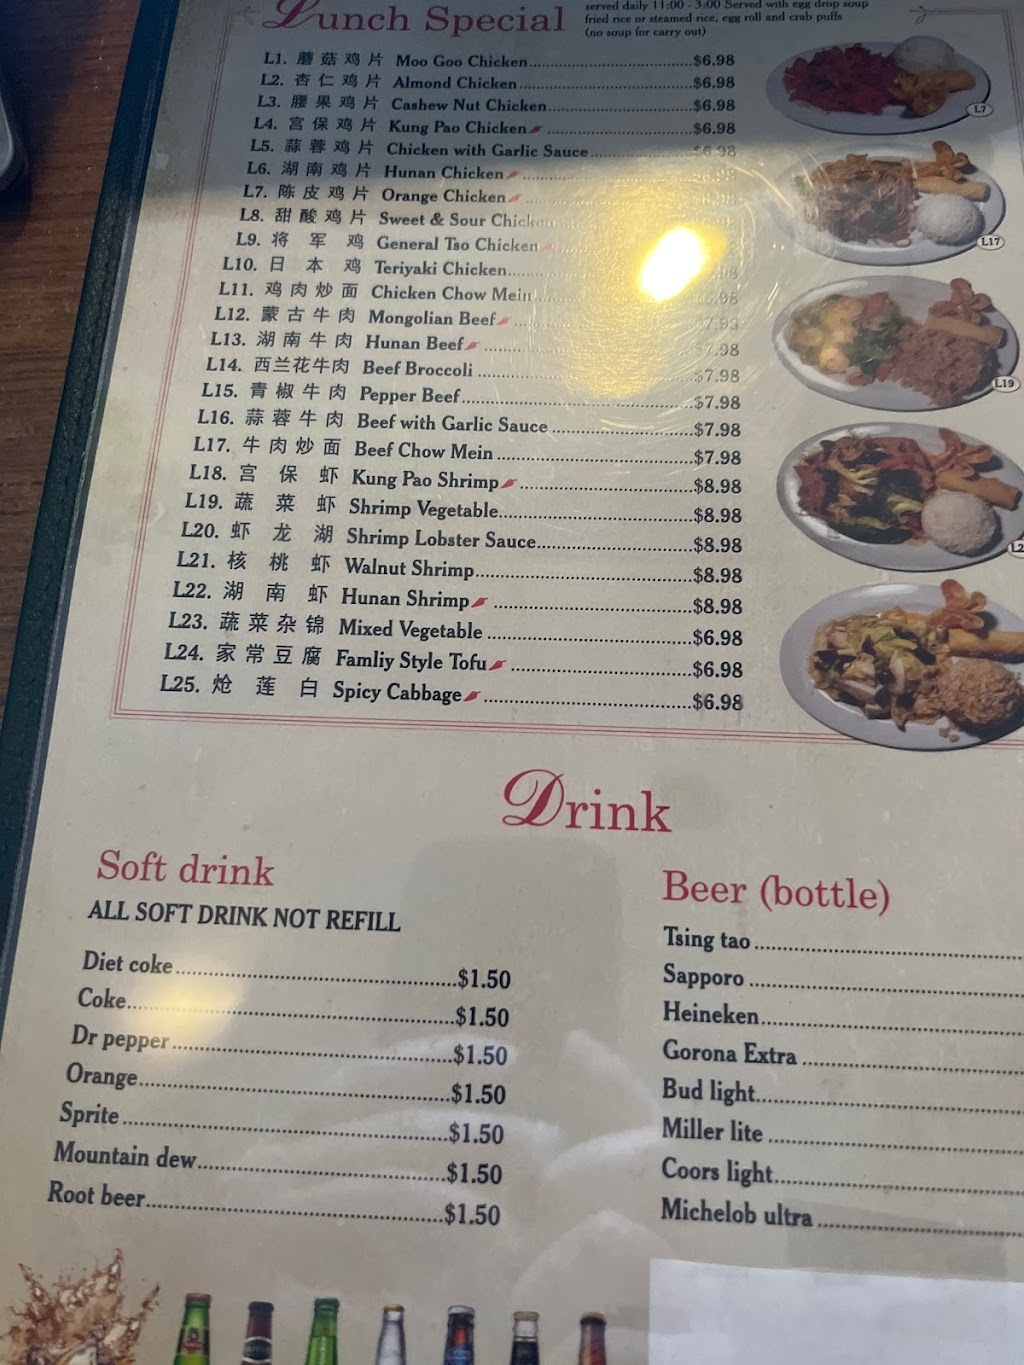 Lunch Special
served daily 11:00 - 3:00 Served with egg drop soup
fried rice or steamed rice, egg roll and crab puffs
(no soup for carry out)
L1. 蘑菇鸡片 Moo Goo Chicken $6.98
L2. 杏仁鸡片 Almond Chicken $6.98
L3. 腰果鸡片 Cashew Nut Chicken $6.98
L4. 宫保鸡片 Kung Pao Chicken $6.98
L5. 蒜蓉鸡片 Chicken with Garlic Sauce $6.98
L6. 湖南鸡片 Hunan Chicken $6.98
L7. 陈皮鸡片 Orange Chicken
L8. 甜酸鸡片 Sweet & Sour Chicken
L9. 将军鸡 General Tso Chicken
L10. 日本鸡 Teriyaki Chicken
L11. 鸡肉炒面 Chicken Chow Mein $6.98
L12. 蒙古牛肉 Mongolian Beef $7.98
L13. 湖南牛肉 Hunan Beef $7.98
L14. 西兰花牛肉 Beef Broccoli $7.98
L15. 青椒牛肉 Pepper Beef $7.98
L16. 蒜蓉牛肉 Beef with Garlic Sauce $7.98
L17. 牛肉炒面 Beef Chow Mein $7.98
L18. 宫保虾 Kung Pao Shrimp $8.98
L19. 蔬菜虾 Shrimp Vegetable $8.98
L20. 虾龙湖 Shrimp Lobster Sauce $8.98
L21. 核桃虾 Walnut Shrimp $8.98
L22. 湖南虾 Hunan Shrimp $8.98
L23. 蔬菜杂锦 Mixed Vegetable $6.98
L24. 家常豆腐 Famliy Style Tofu $6.98
L25. 炝莲白 Spicy Cabbage $6.98
L7
L17
L19
Drink
Soft drink
ALL SOFT DRINK NOT REFILL
Diet coke $1.50
Coke $1.50
Dr pepper $1.50
Orange $1.50
Sprite $1.50
Mountain dew $1.50
Root beer $1.50
Beer (bottle)
Tsing tao
Sapporo
Heineken
Gorona Extra
Bud light
Miller lite
Coors light
Michelob ultra